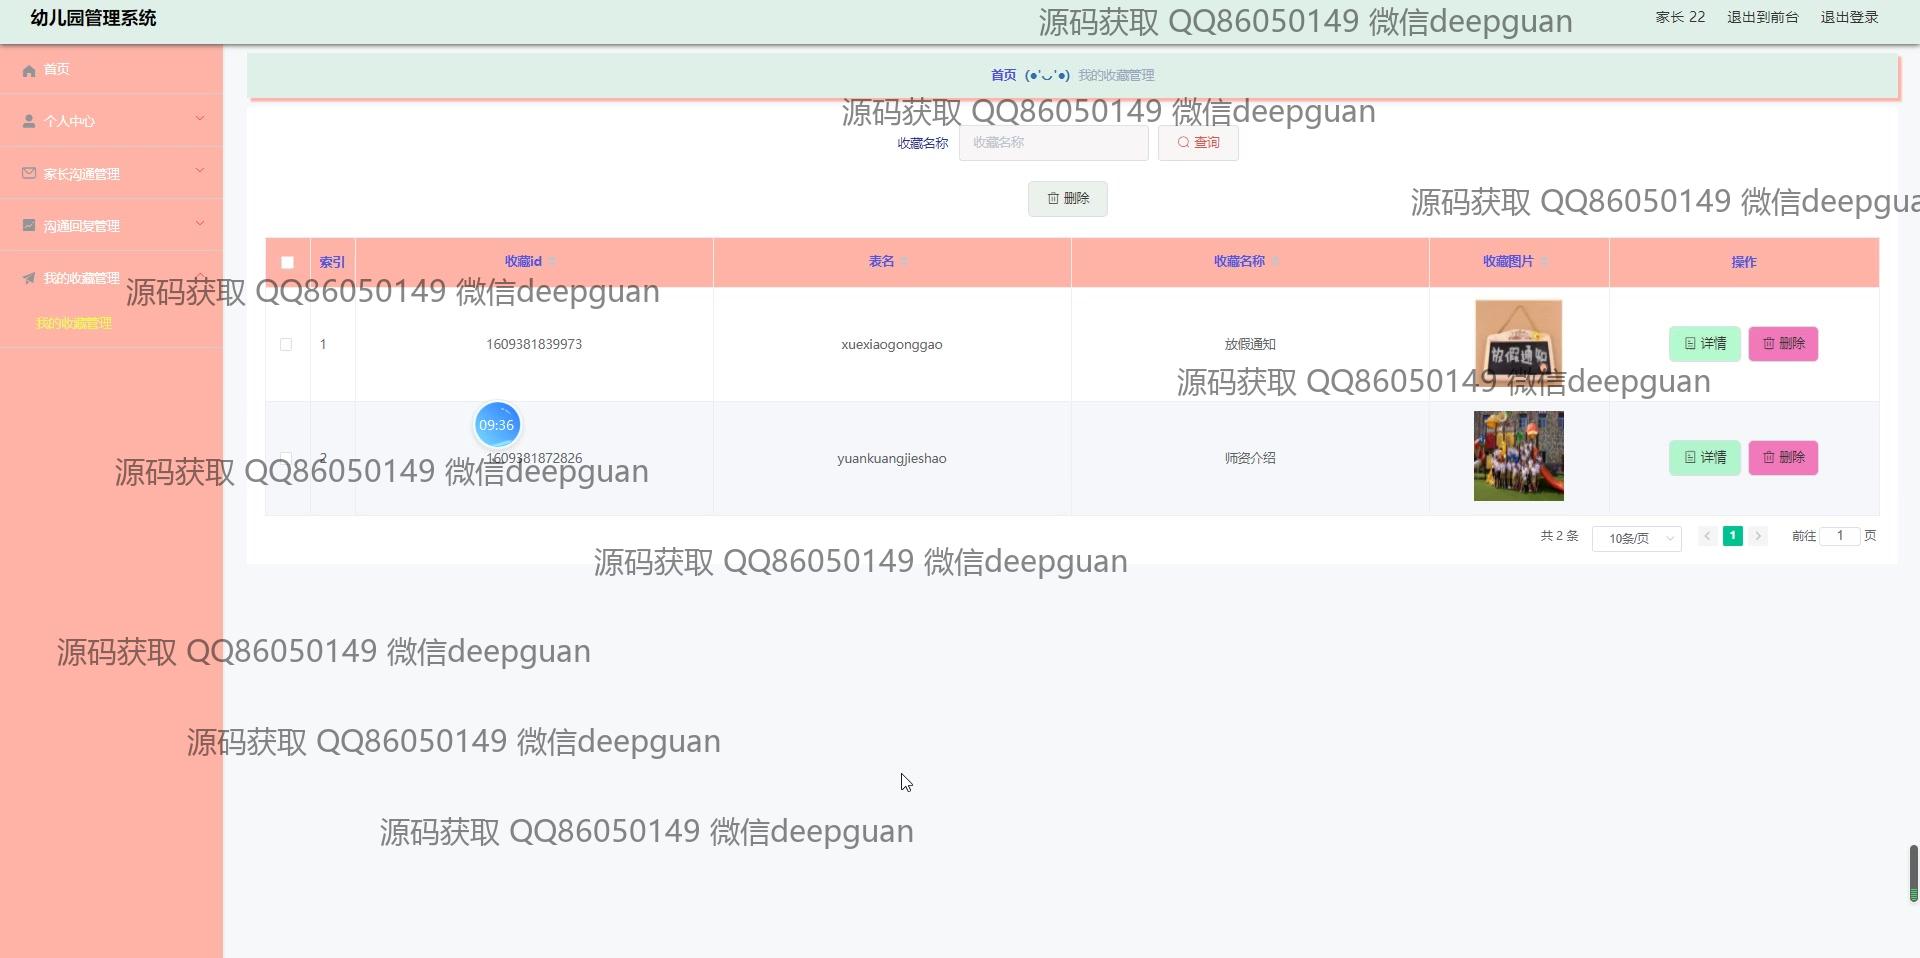 幼儿园管理系统
源码获取 QQ86050149 微信deepguan
家长 22 退出到前台 退出登录
首页
首页 (●'◡'●) 我的收藏管理
源码获取 QQ86050149 微信deepguan
个人中心
收藏名称 收藏名称 查询
家长沟通管理
删除
源码获取 QQ86050149 微信deepgua
沟通回复管理
索引 收藏id 表名 收藏名称 收藏图片 操作
我的收藏管理
源码获取 QQ86050149 微信deepguan
我的收藏管理
1 1609381839973 xuexiaogonggao 放假通知 放假通知 详情 删除
源码获取 QQ86050149 微信deepguan
09:36
2 1609381872826 yuankuangjieshao 师资介绍 详情 删除
源码获取 QQ86050149 微信deepguan
共 2 条 10条/页 1 前往 1 页
源码获取 QQ86050149 微信deepguan
源码获取 QQ86050149 微信deepguan
源码获取 QQ86050149 微信deepguan
源码获取 QQ86050149 微信deepguan